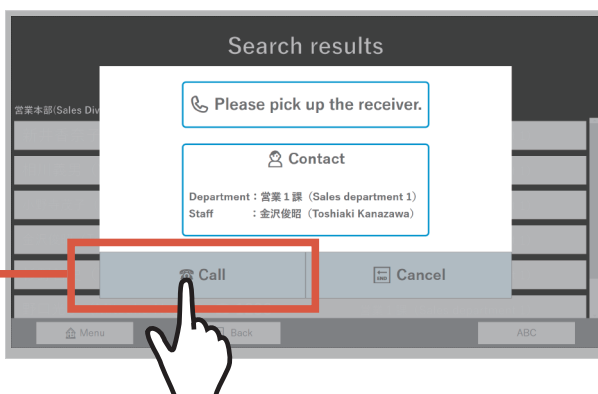 Search results
営業本部(Sales Div
Please pick up the receiver.
Contact
Department：営業１課（Sales department 1）
Staff ：金沢俊昭（Toshiaki Kanazawa）
Call
END Cancel
Menu
Back
ABC